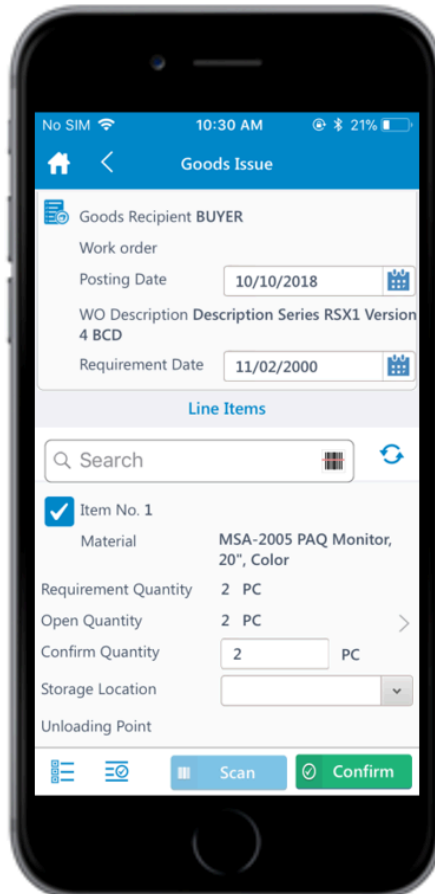 No SIM 10:30 AM 21%
Goods Issue
Goods Recipient BUYER
Work order
Posting Date 10/10/2018
WO Description Description Series RSX1 Version
4 BCD
Requirement Date 11/02/2000
Line Items
Search
Item No. 1
Material MSA-2005 PAQ Monitor,
20", Color
Requirement Quantity 2 PC
Open Quantity 2 PC
Confirm Quantity 2 PC
Storage Location
Unloading Point
Scan Confirm